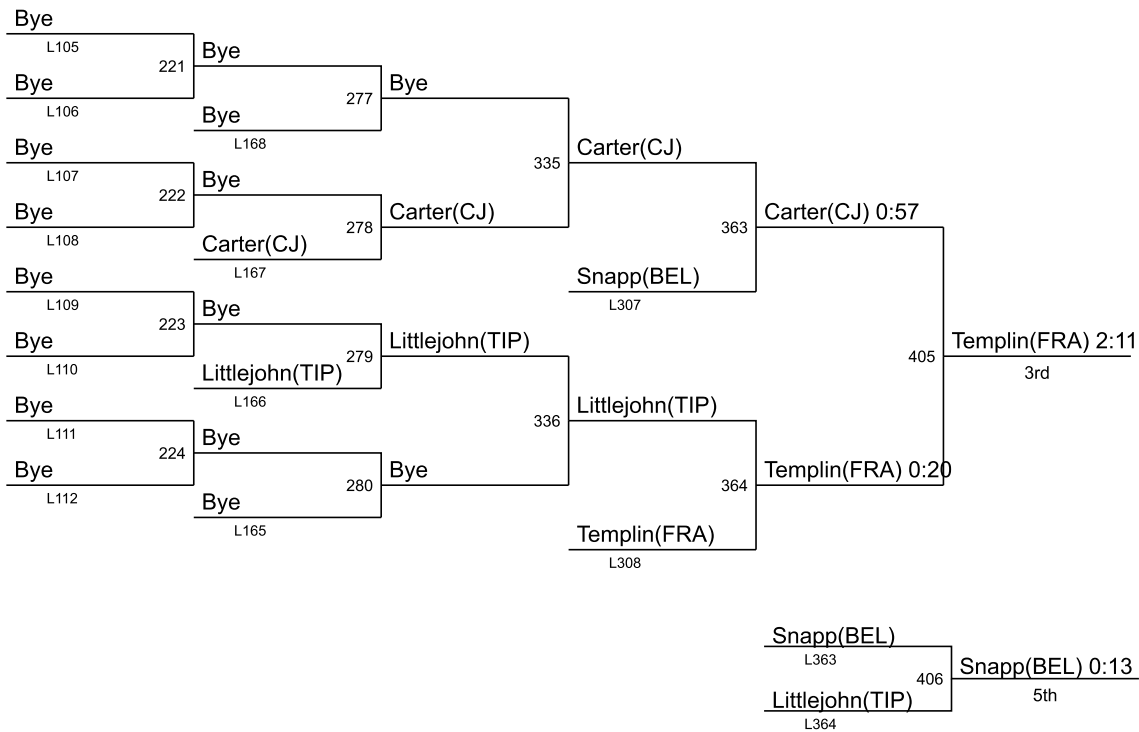 Bye
L105
221
Bye
Bye
L106
277
Bye
Bye
L168
Bye
L107
335
Carter(CJ)
222
Bye
Bye
L108
278
Carter(CJ)
Carter(CJ)
L167
363
Carter(CJ) 0:57
Snapp(BEL)
L307
Bye
L109
223
Bye
Bye
L110
279
Littlejohn(TIP)
Littlejohn(TIP)
L166
405
Templin(FRA) 2:11
3rd
Bye
L111
336
Littlejohn(TIP)
224
Bye
Bye
L112
280
Bye
Bye
L165
364
Templin(FRA) 0:20
Templin(FRA)
L308
Snapp(BEL)
L363
406
Snapp(BEL) 0:13
5th
Littlejohn(TIP)
L364